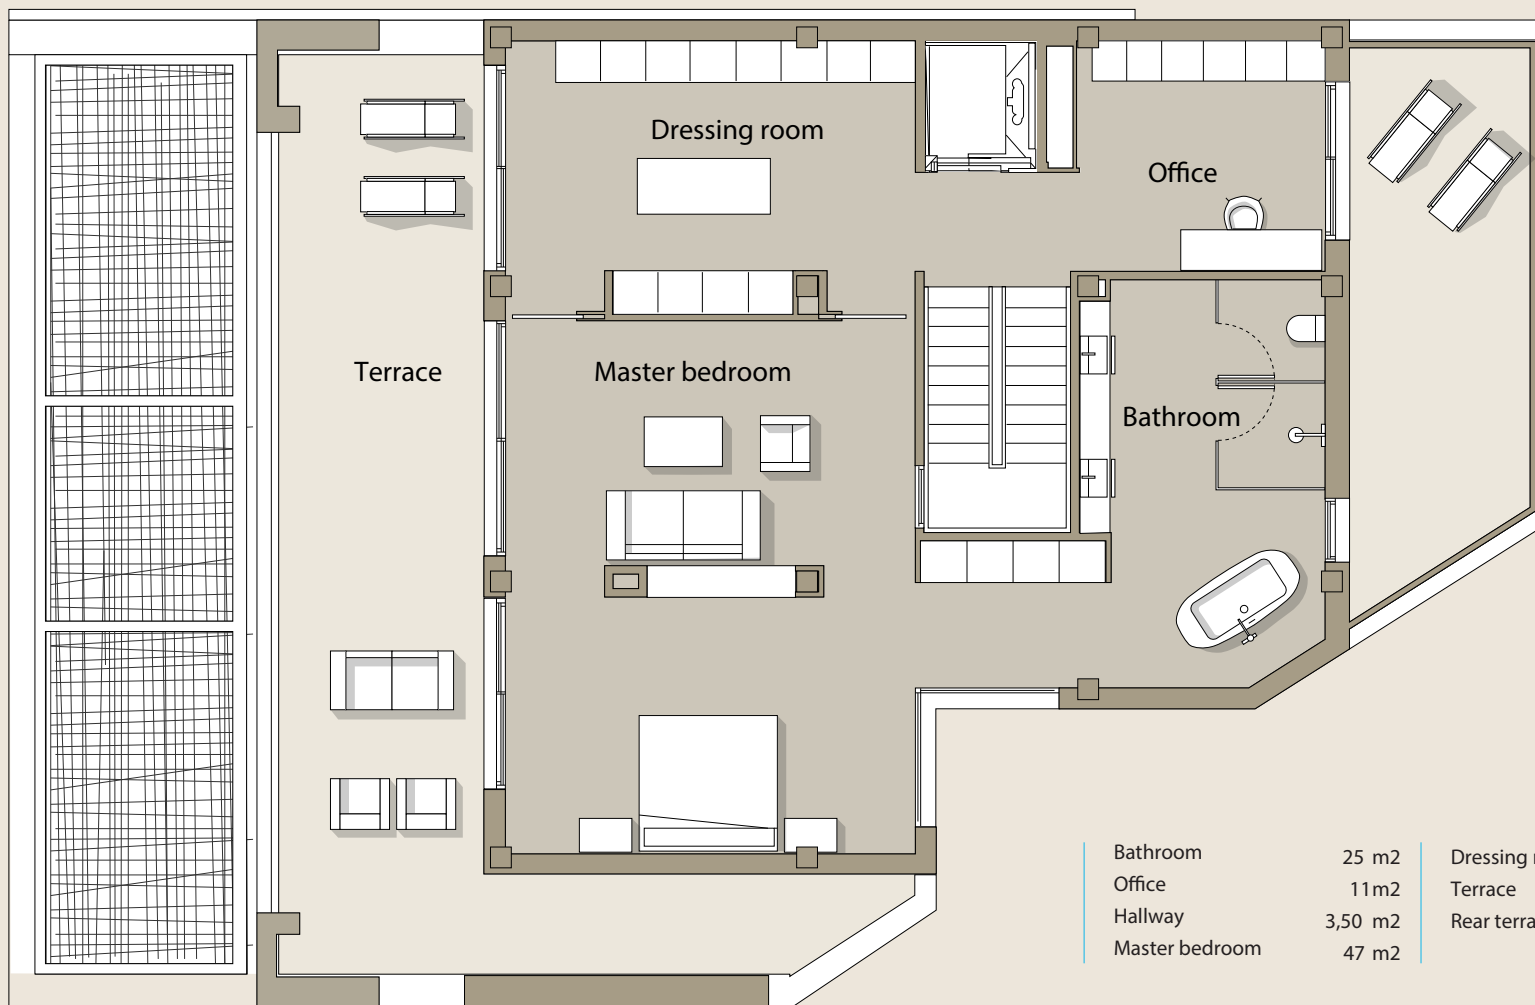 Dressing room
Office
Terrace
Master bedroom
Bathroom
Bathroom 25 m2
Office 11m2
Hallway 3,50 m2
Master bedroom 47 m2
Dressing
Terrace
Rear